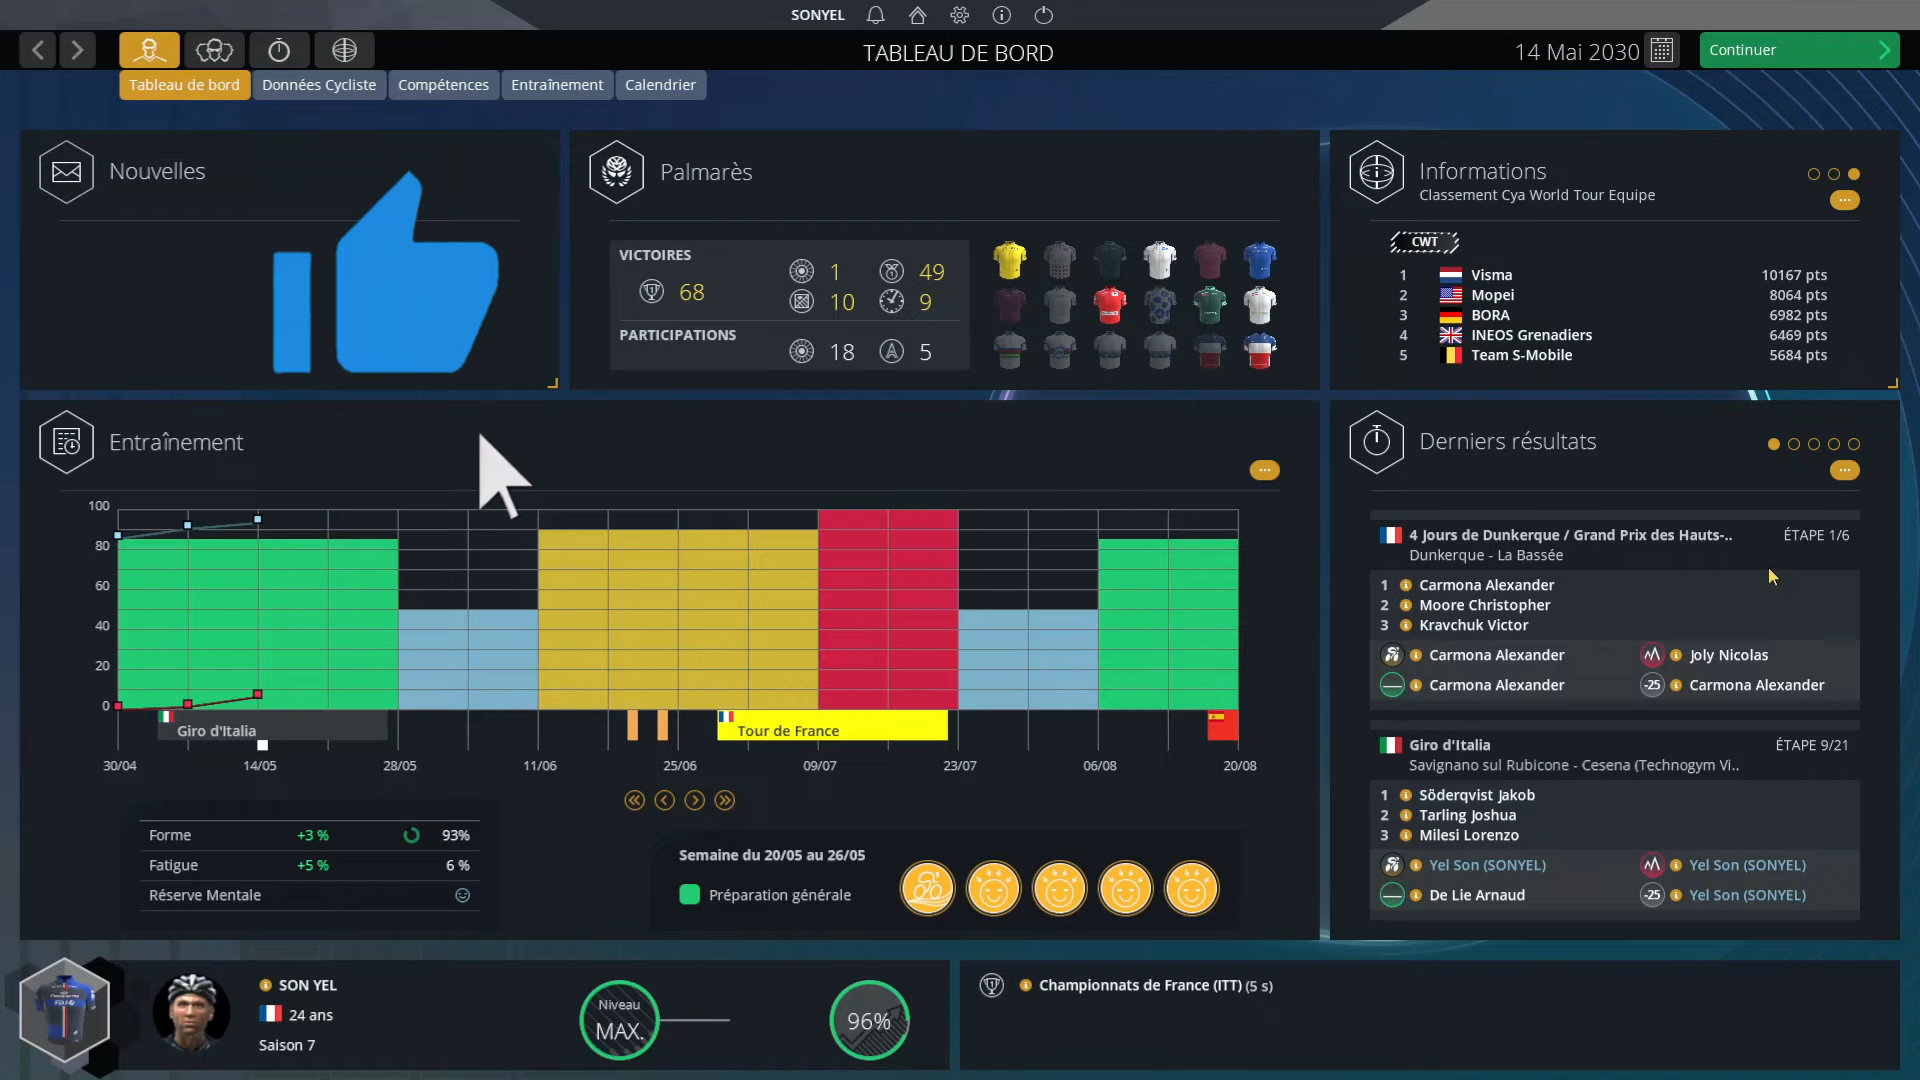 SONYEL
TABLEAU DE BORD
14 Mai 2030
Continuer
Tableau de bord
Données Cycliste
Compétences
Entraînement
Calendrier
Nouvelles
Palmarès
VICTOIRES
68
1
49
10
9
PARTICIPATIONS
18
5
Informations
Classement Cya World Tour Equipe
CWT
1 Visma 10167 pts
2 Mopei 8064 pts
3 BORA 6982 pts
4 INEOS Grenadiers 6469 pts
5 Team S-Mobile 5684 pts
Entraînement
100
80
60
40
20
0
Giro d'Italia
Tour de France
30/04 14/05 28/05 11/06 25/06 09/07 23/07 06/08 20/08
Forme +3 % 93%
Fatigue +5 % 6 %
Réserve Mentale
Semaine du 20/05 au 26/05
Préparation générale
Derniers résultats
4 Jours de Dunkerque / Grand Prix des Hauts-.. ÉTAPE 1/6
Dunkerque - La Bassée
1 Carmona Alexander
2 Moore Christopher
3 Kravchuk Victor
Carmona Alexander Joly Nicolas
Carmona Alexander -25 Carmona Alexander
Giro d'Italia ÉTAPE 9/21
Savignano sul Rubicone - Cesena (Technogym Vi..
1 Söderqvist Jakob
2 Tarling Joshua
3 Milesi Lorenzo
Yel Son (SONYEL) Yel Son (SONYEL)
De Lie Arnaud -25 Yel Son (SONYEL)
SON YEL
24 ans
Saison 7
Niveau
MAX.
96%
Championnats de France (ITT) (5 s)